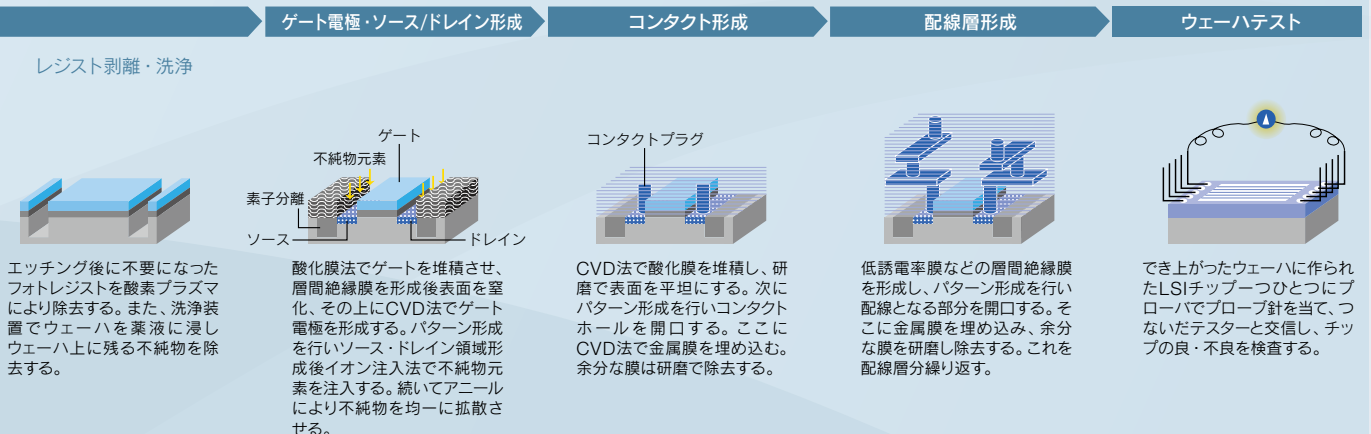 ゲート電極・ソース/ドレイン形成
コンタクト形成
配線層形成
ウェーハテスト
レジスト剥離・洗浄
エッチング後に不要になった
フォトレジストを酸素プラズマ
により除去する。また、洗浄装
置でウェーハを薬液に浸し
ウェーハ上に残る不純物を除
去する。
ゲート
不純物元素
素子分離
ソース
ドレイン
酸化膜法でゲートを堆積させ、
層間絶縁膜を形成後表面を窒
化、その上にCVD法でゲート
電極を形成する。パターン形成
を行いソース・ドレイン領域形
成後イオン注入法で不純物元
素を注入する。続いてアニール
により不純物を均一に拡散さ
せる。
コンタクトプラグ
CVD法で酸化膜を堆積し、研
磨で表面を平坦にする。次に
パターン形成を行いコンタクト
ホールを開口する。ここに
CVD法で金属膜を埋め込む。
余分な膜は研磨で除去する。
低誘電率膜などの層間絶縁膜
を形成し、パターン形成を行い
配線となる部分を開口する。そ
こに金属膜を埋め込み、余分
な膜を研磨し除去する。これを
配線層分繰り返す。
でき上がったウェーハに作られ
たLSIチップ一つひとつにプ
ローバでプローブ針を当て、つ
ないだテスターと交信し、チッ
プの良・不良を検査する。